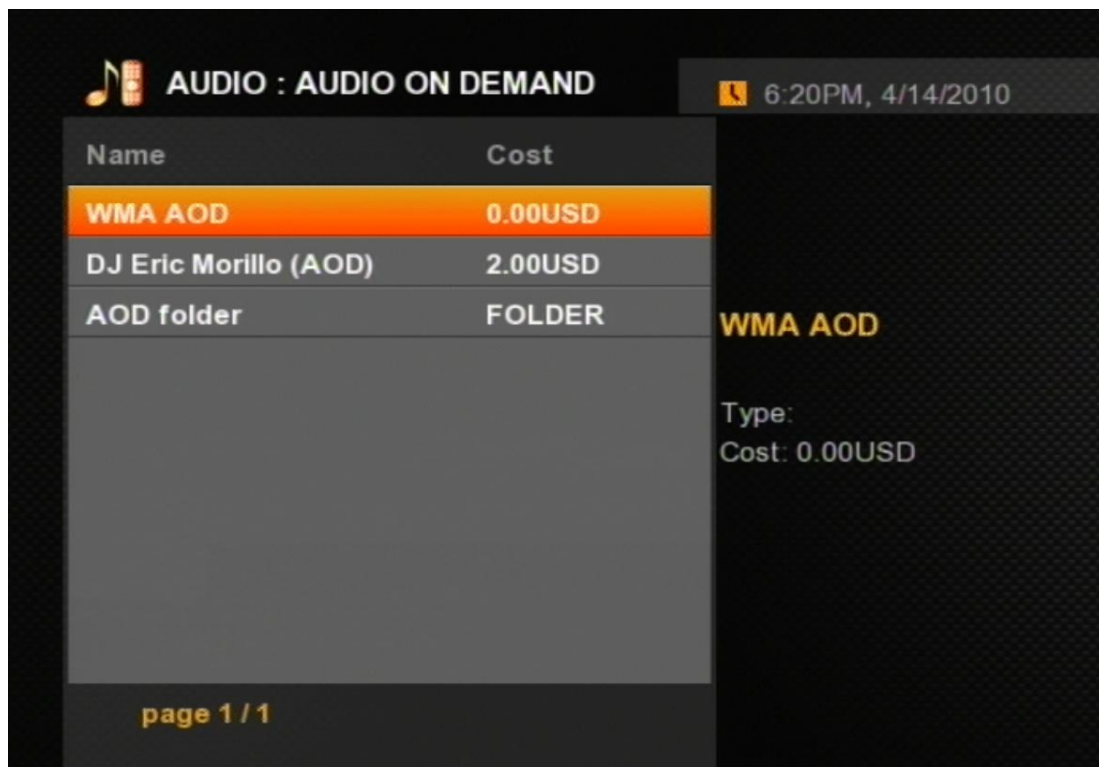 AUDIO : AUDIO ON DEMAND
6:20PM, 4/14/2010
Name Cost
WMA AOD 0.00USD
DJ Eric Morillo (AOD) 2.00USD
AOD folder FOLDER
WMA AOD
Type:
Cost: 0.00USD
page 1 / 1